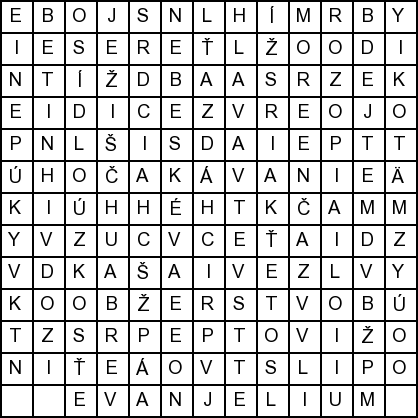 E B O J S N L H Í M R B Y
I E S E R E Ť L Ž O O D I
N T Í Ž D B A A S R Z E K
E I D I C E Z V R E O J O
P N L Š I S D A I E P T T
Ú H O Č A K Á V A N I E Ä
K I Ú H H É H T K Č A M M
Y V Z U C V C E Ť A I D Z
V D K A Š A I V E Z L V Y
K O O B Ž E R S T V O B Ú
T Z S R P E P T O V I Ž O
N I Ť E Á O V T S L I P O
E V A N J E L I U M